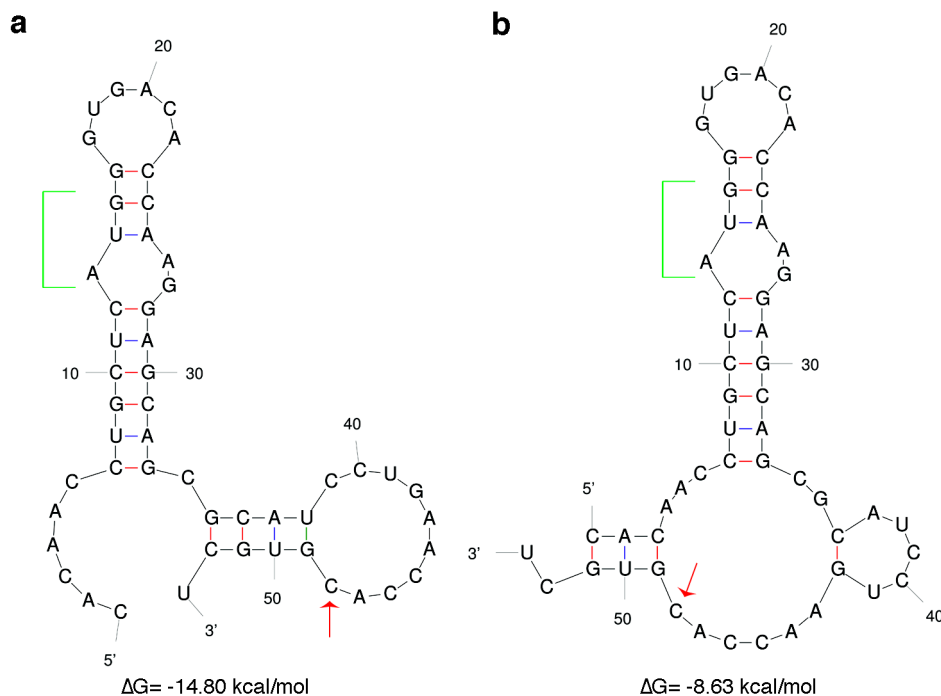 a
20
U G A C
G A
G C
G C
U A A
A G
C G
U A
10 C G 30
G C
U A 40
C C G C C C U
A G C A U G
A A
C C U G A
A C G U G C A C C
C 50
5' U
3'
ΔG= -14.80 kcal/mol
b
20
U G A C
G A
G C
G C
U A A
A G
C G
U A
10 C G 30
G C
U A
C G
A C C
5' A G A
C A C C U
3' U G U G G U C C
C 50 C A 40
A C C A
ΔG= -8.63 kcal/mol